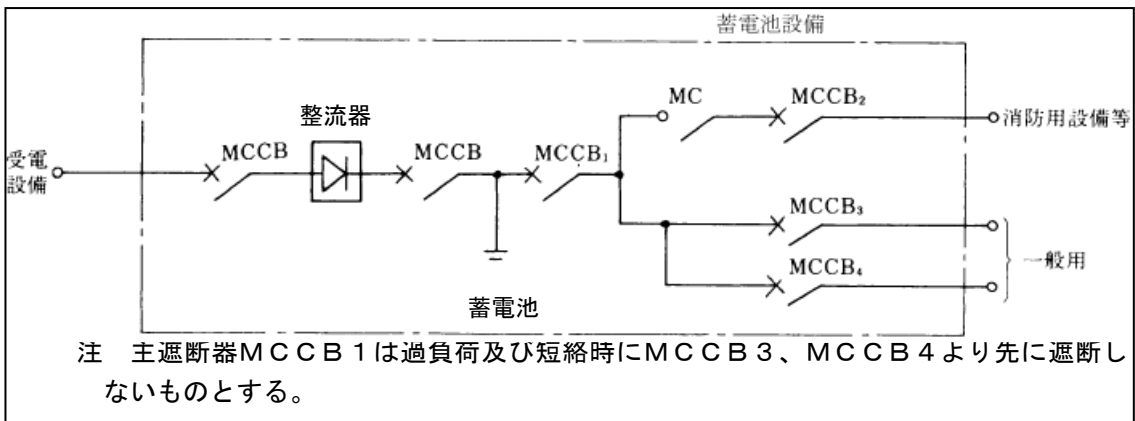 蓄電池設備
MC
MCCB₂
消防用設備等
整流器
受電
設備
MCCB
MCCB
MCCB₁
MCCB₃
一般用
MCCB₄
蓄電池
注 主遮断器ＭＣＣＢ１は過負荷及び短絡時にＭＣＣＢ３、ＭＣＣＢ４より先に遮断し
ないものとする。